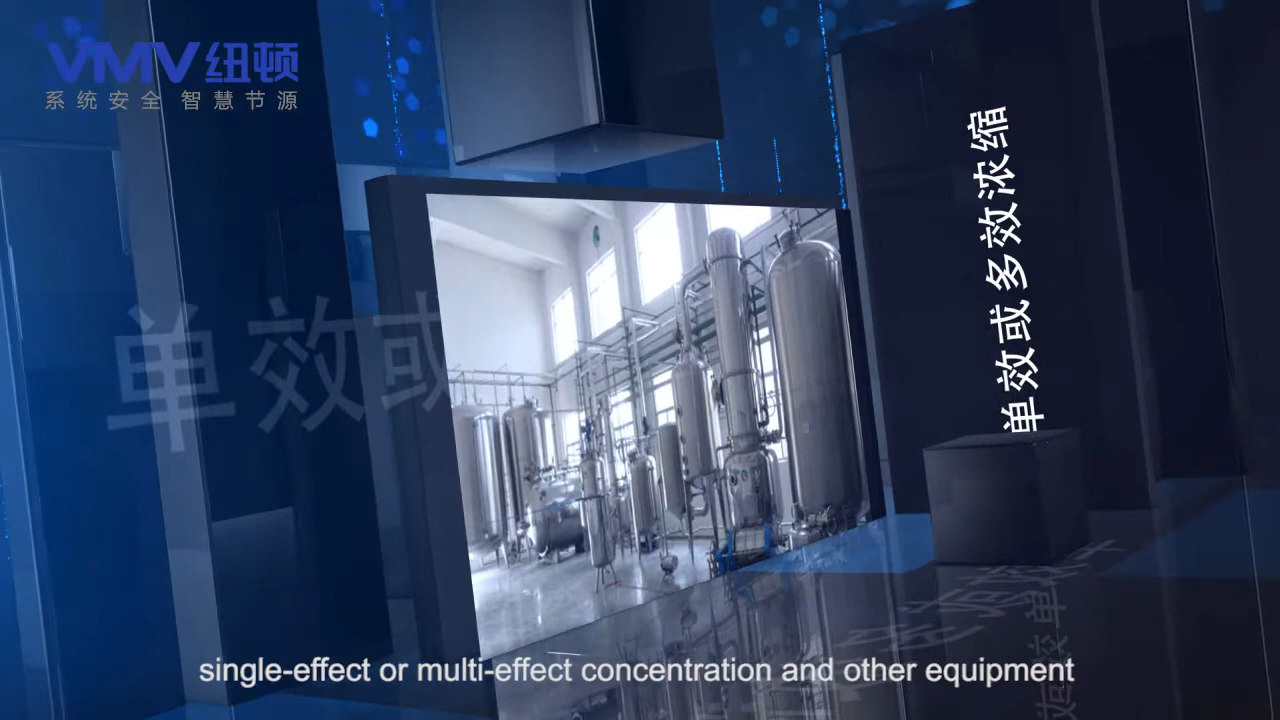 VMV纽顿
系统安全 智慧节源
单效或多效浓缩
单效或
single-effect or multi-effect concentration and other equipment